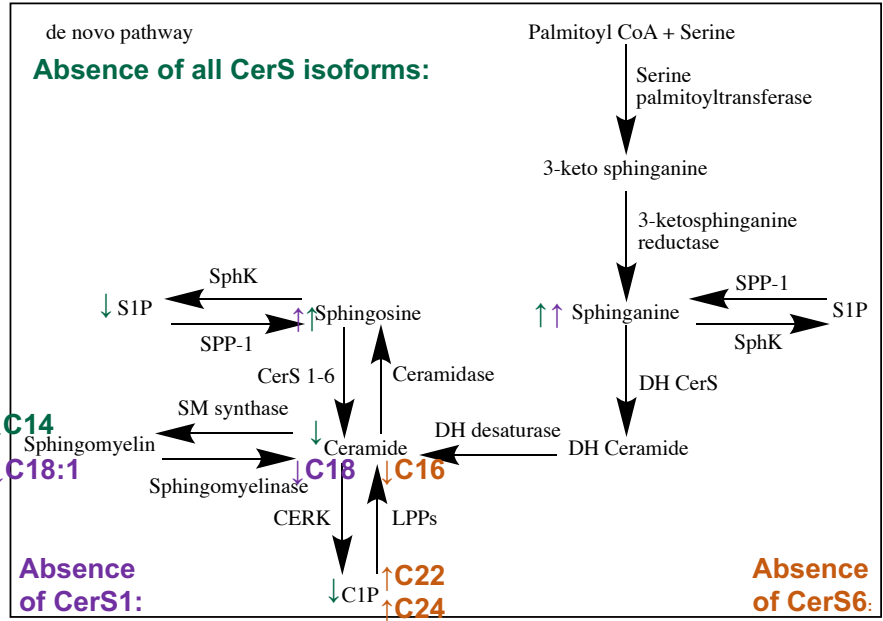 de novo pathway
Palmitoyl CoA + Serine
Absence of all CerS isoforms:
Serine
palmitoyltransferase
3-keto sphinganine
3-ketosphinganine
reductase
SphK
SPP-1
↓ S1P
↑↑Sphingosine
↑↑ Sphinganine
S1P
SPP-1
SphK
CerS 1-6
Ceramidase
DH CerS
SM synthase
↓C14
Sphingomyelin
↓C18:1
Sphingomyelinase
↓
Ceramide
↓C18
↓C16
DH desaturase
DH Ceramide
CERK
LPPs
↓C1P
↑C22
↑C24
Absence
of CerS1:
Absence
of CerS6: